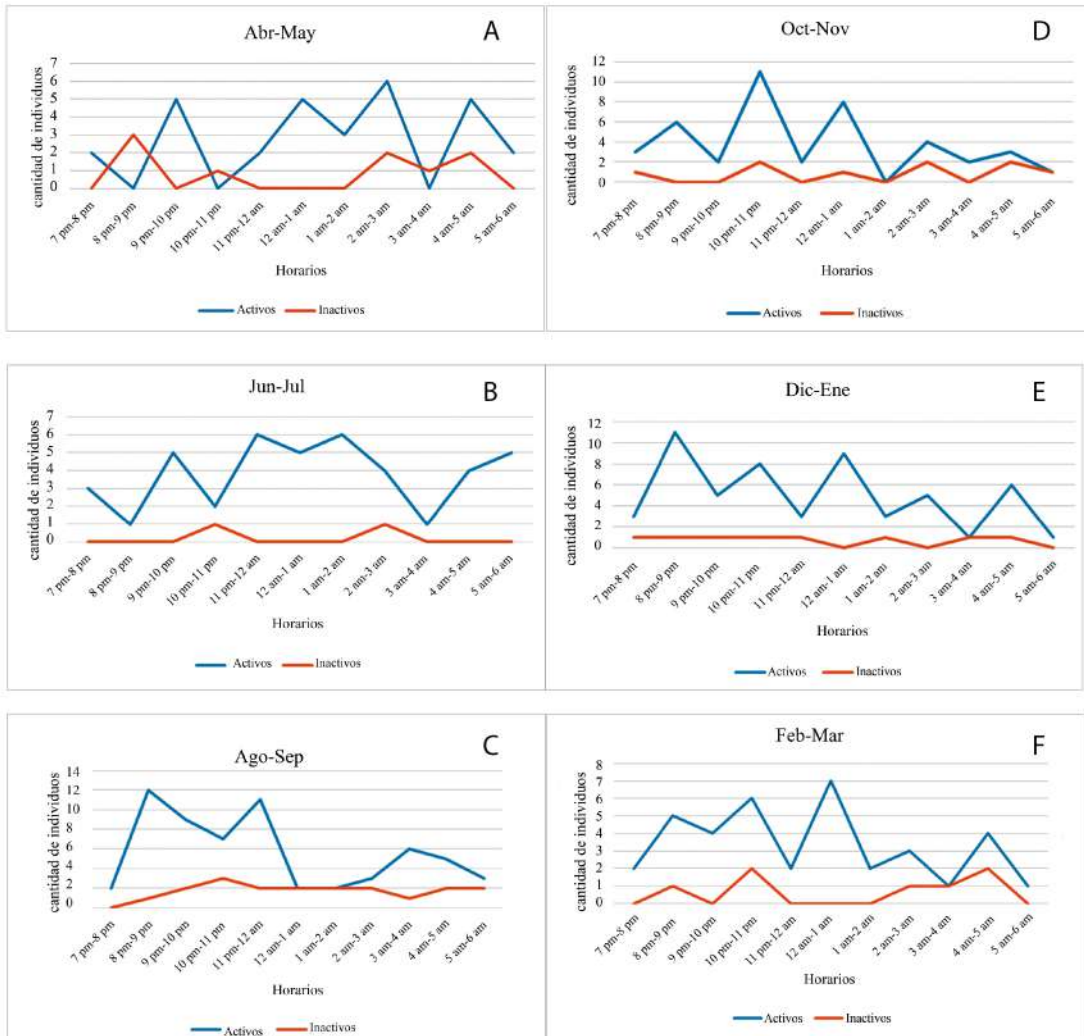 Abr-May
A
cantidad de individuos
7
6
5
4
3
2
1
0
7 pm-8 pm
8 pm-9 pm
9 pm-10 pm
10 pm-11 pm
11 pm-12 am
12 am-1 am
1 am-2 am
2 am-3 am
3 am-4 am
4 am-5 am
5 am-6 am
Horarios
Activos Inactivos
Oct-Nov
D
cantidad de individuos
12
10
8
6
4
2
0
7 pm-8 pm
8 pm-9 pm
9 pm-10 pm
10 pm-11 pm
11 pm-12 am
12 am-1 am
1 am-2 am
2 am-3 am
3 am-4 am
4 am-5 am
5 am-6 am
Horarios
Activos Inactivos
Jun-Jul
B
cantidad de individuos
7
6
5
4
3
2
1
0
7 pm-8 pm
8 pm-9 pm
9 pm-10 pm
10 pm-11 pm
11 pm-12 am
12 am-1 am
1 am-2 am
2 am-3 am
3 am-4 am
4 am-5 am
5 am-6 am
Horarios
Activos Inactivos
Dic-Ene
E
cantidad de individuos
12
10
8
6
4
2
0
7 pm-8 pm
8 pm-9 pm
9 pm-10 pm
10 pm-11 pm
11 pm-12 am
12 am-1 am
1 am-2 am
2 am-3 am
3 am-4 am
4 am-5 am
5 am-6 am
Horarios
Activos Inactivos
Ago-Sep
C
cantidad de individuos
14
12
10
8
6
4
2
0
7 pm-8 pm
8 pm-9 pm
9 pm-10 pm
10 pm-11 pm
11 pm-12 am
12 am-1 am
1 am-2 am
2 am-3 am
3 am-4 am
4 am-5 am
5 am-6 am
Horarios
Activos Inactivos
Feb-Mar
F
cantidad de individuos
8
7
6
5
4
3
2
1
0
7 pm-8 pm
8 pm-9 pm
9 pm-10 pm
10 pm-11 pm
11 pm-12 am
12 am-1 am
1 am-2 am
2 am-3 am
3 am-4 am
4 am-5 am
5 am-6 am
Horarios
Activos Inactivos